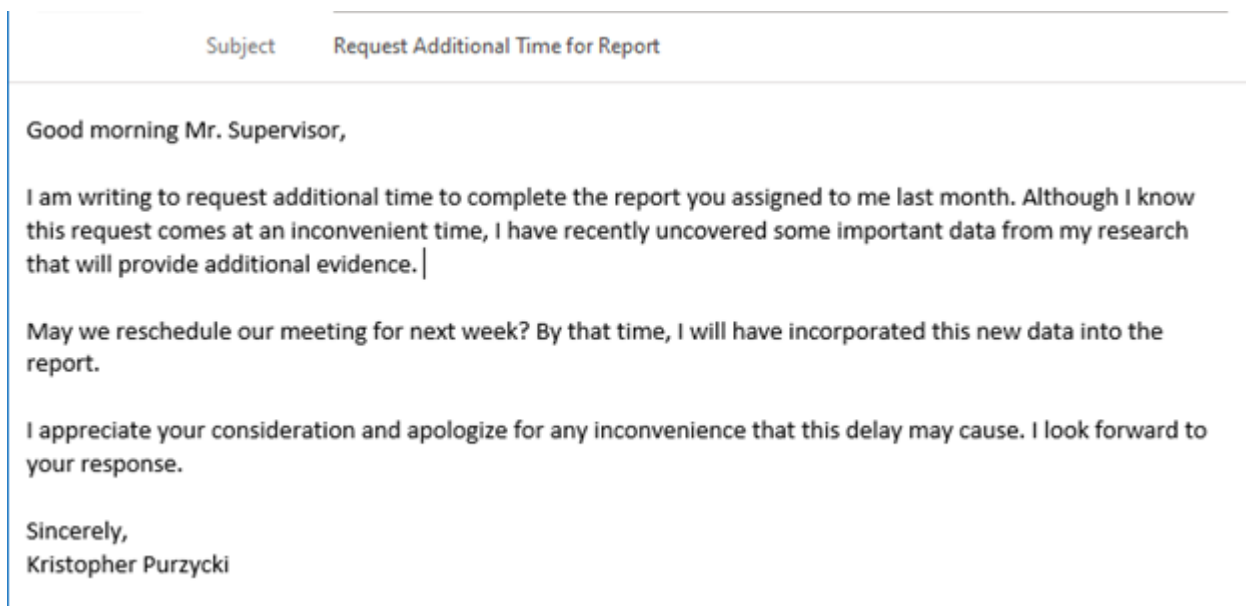 Subject Request Additional Time for Report
Good morning Mr. Supervisor,
I am writing to request additional time to complete the report you assigned to me last month. Although I know
this request comes at an inconvenient time, I have recently uncovered some important data from my research
that will provide additional evidence.
May we reschedule our meeting for next week? By that time, I will have incorporated this new data into the
report.
I appreciate your consideration and apologize for any inconvenience that this delay may cause. I look forward to
your response.
Sincerely,
Kristopher Purzycki